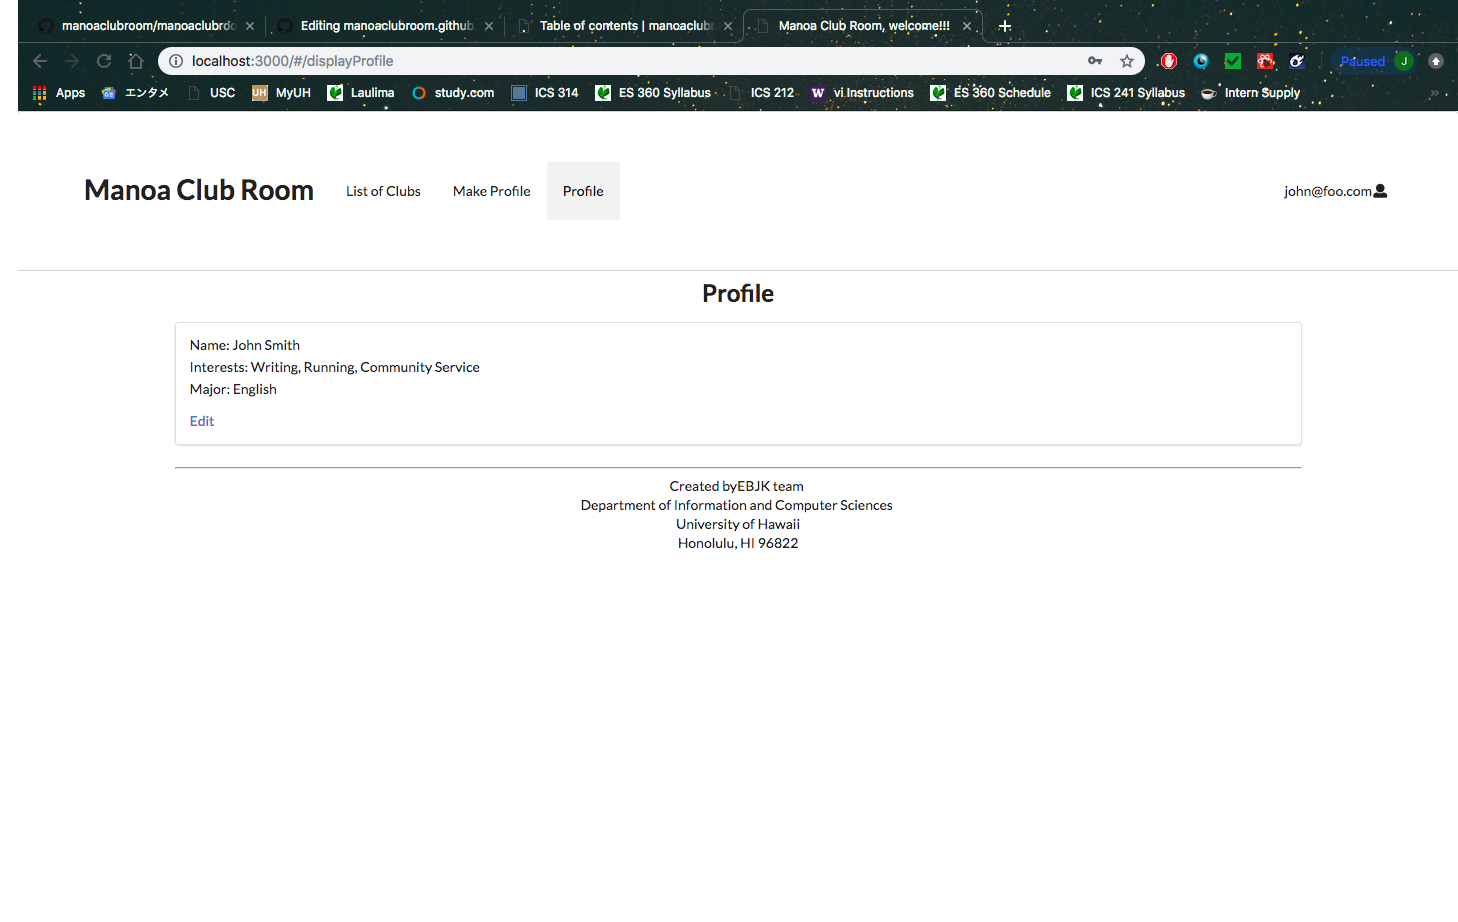 manoaclubroom/manoaclubroo
Editing manoaclubroom.github
Table of contents | manoaclubr
Manoa Club Room, welcome!!!
localhost:3000/#/displayProfile
Paused
J
Apps
エンタメ
USC
UH MyUH
Laulima
study.com
ICS 314
ES 360 Syllabus
ICS 212
W vi Instructions
ES 360 Schedule
ICS 241 Syllabus
Intern Supply
Manoa Club Room
List of Clubs
Make Profile
Profile
john@foo.com
Profile
Name: John Smith
Interests: Writing, Running, Community Service
Major: English
Edit
Created byEBJK team
Department of Information and Computer Sciences
University of Hawaii
Honolulu, HI 96822